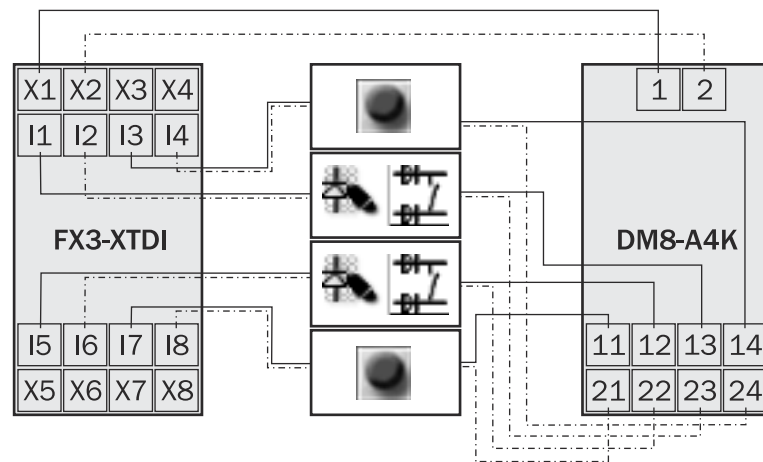 X1 X2 X3 X4 1 2
I1 I2 I3 I4
FX3-XTDI DM8-A4K
I5 I6 I7 I8 11 12 13 14
X5 X6 X7 X8 21 22 23 24